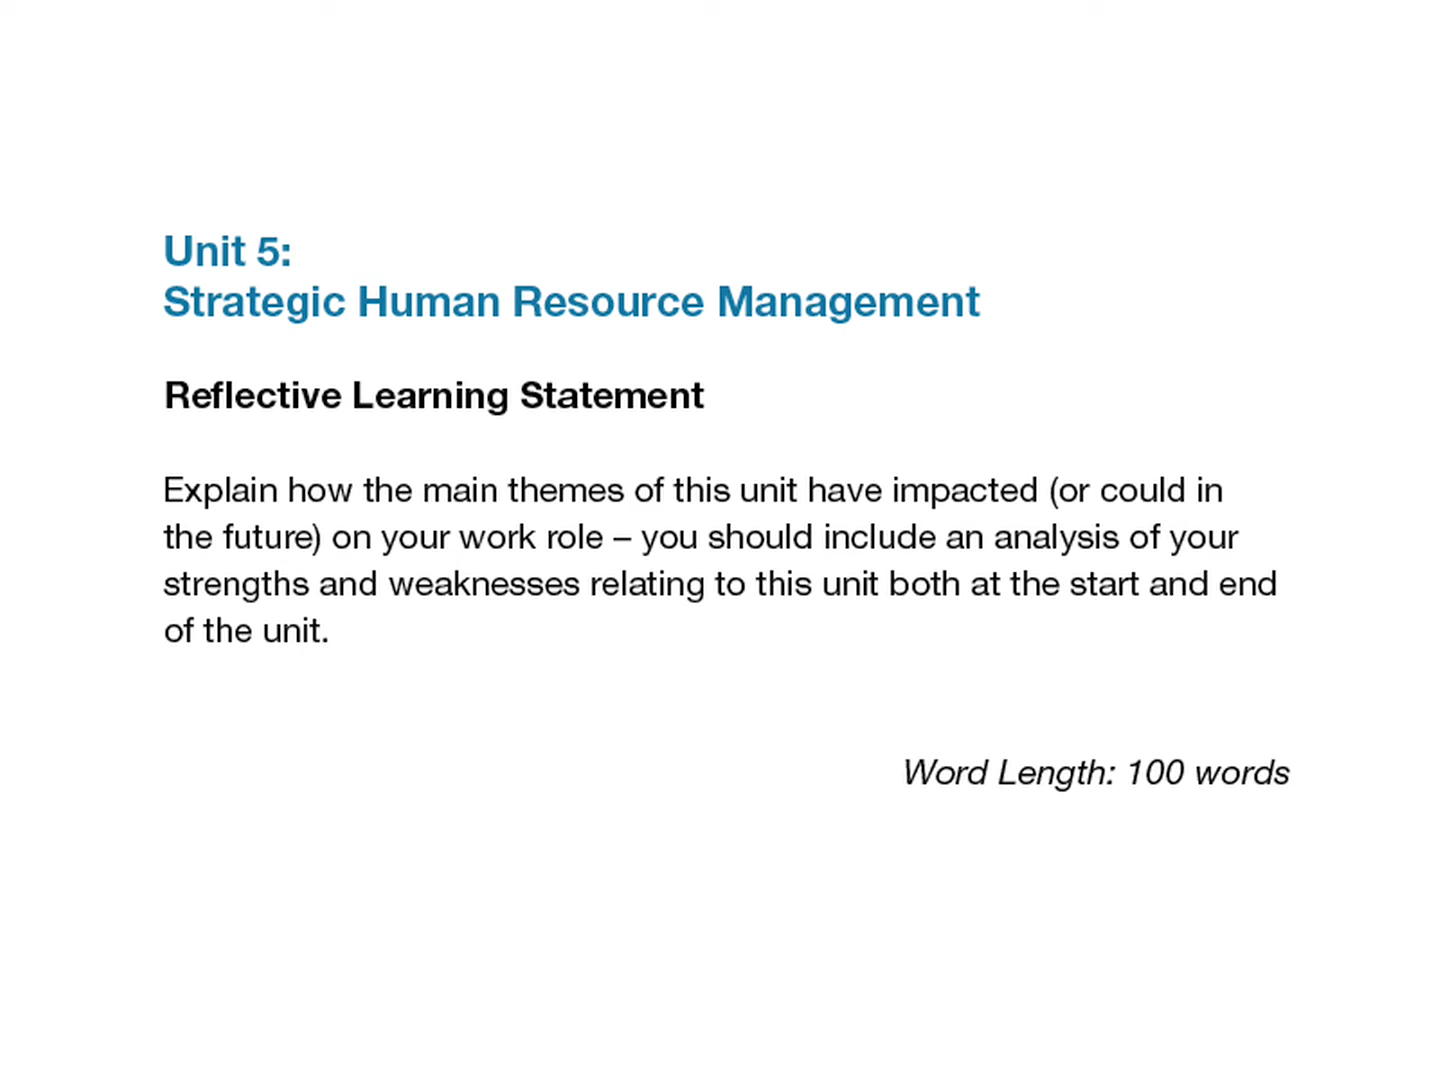 Unit 5:
Strategic Human Resource Management
Reflective Learning Statement
Explain how the main themes of this unit have impacted (or could in
the future) on your work role – you should include an analysis of your
strengths and weaknesses relating to this unit both at the start and end
of the unit.
Word Length: 100 words